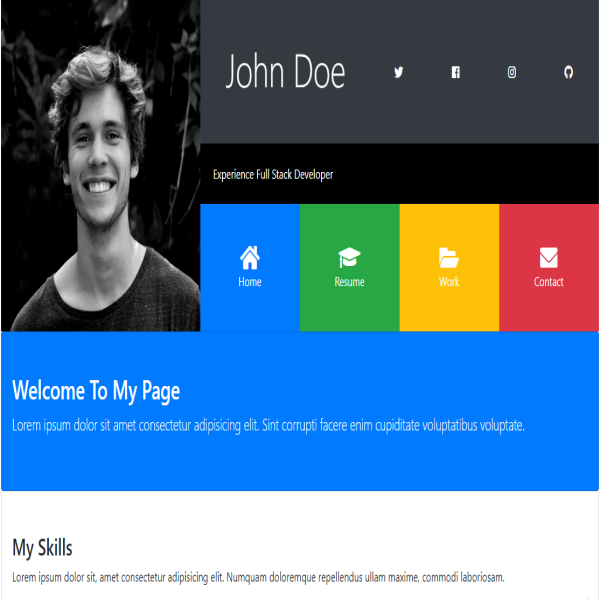 John Doe
Experience Full Stack Developer
Home
Resume
Work
Contact
Welcome To My Page
Lorem ipsum dolor sit amet consectetur adipisicing elit. Sint corrupti facere enim cupiditate voluptatibus voluptate.
My Skills
Lorem ipsum dolor sit, amet consectetur adipisicing elit. Numquam doloremque repellendus ullam maxime, commodi laboriosam.